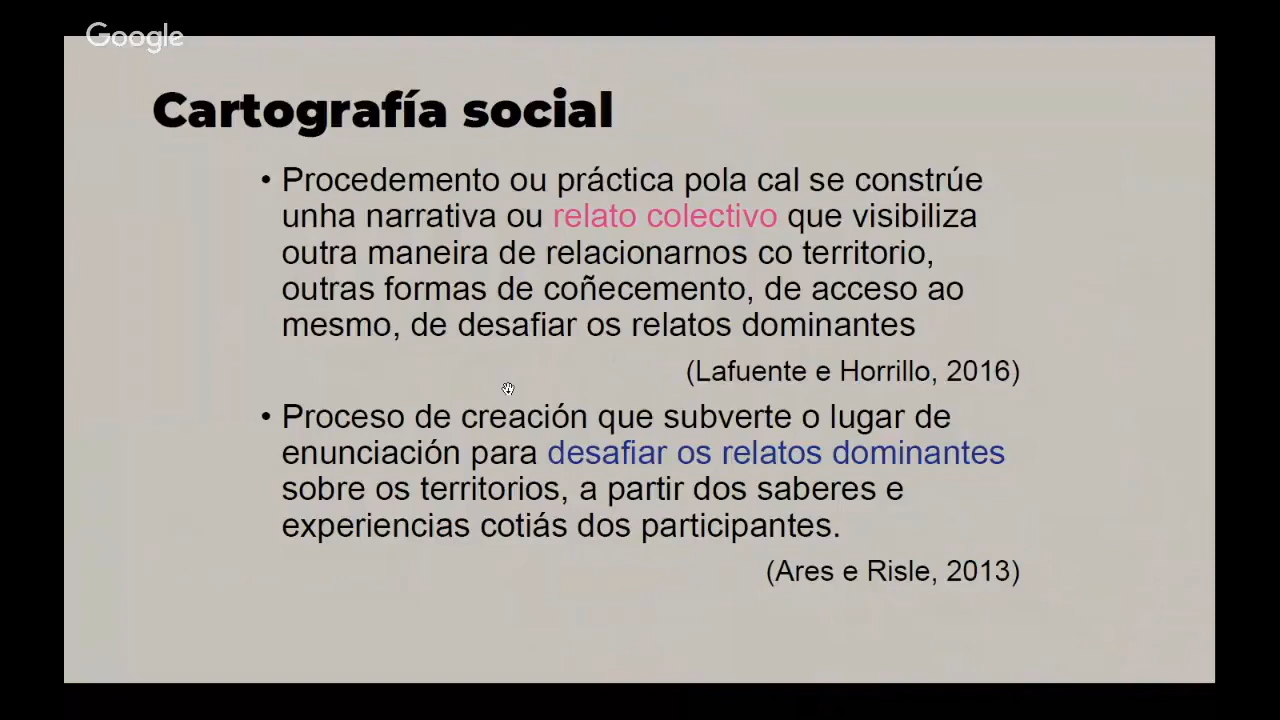 Google
Cartografía social
• Procedemento ou práctica pola cal se constrúe
unha narrativa ou relato colectivo que visibiliza
outra maneira de relacionarnos co territorio,
outras formas de coñecemento, de acceso ao
mesmo, de desafiar os relatos dominantes
(Lafuente e Horrillo, 2016)
• Proceso de creación que subverte o lugar de
enunciación para desafiar os relatos dominantes
sobre os territorios, a partir dos saberes e
experiencias cotiás dos participantes.
(Ares e Risle, 2013)